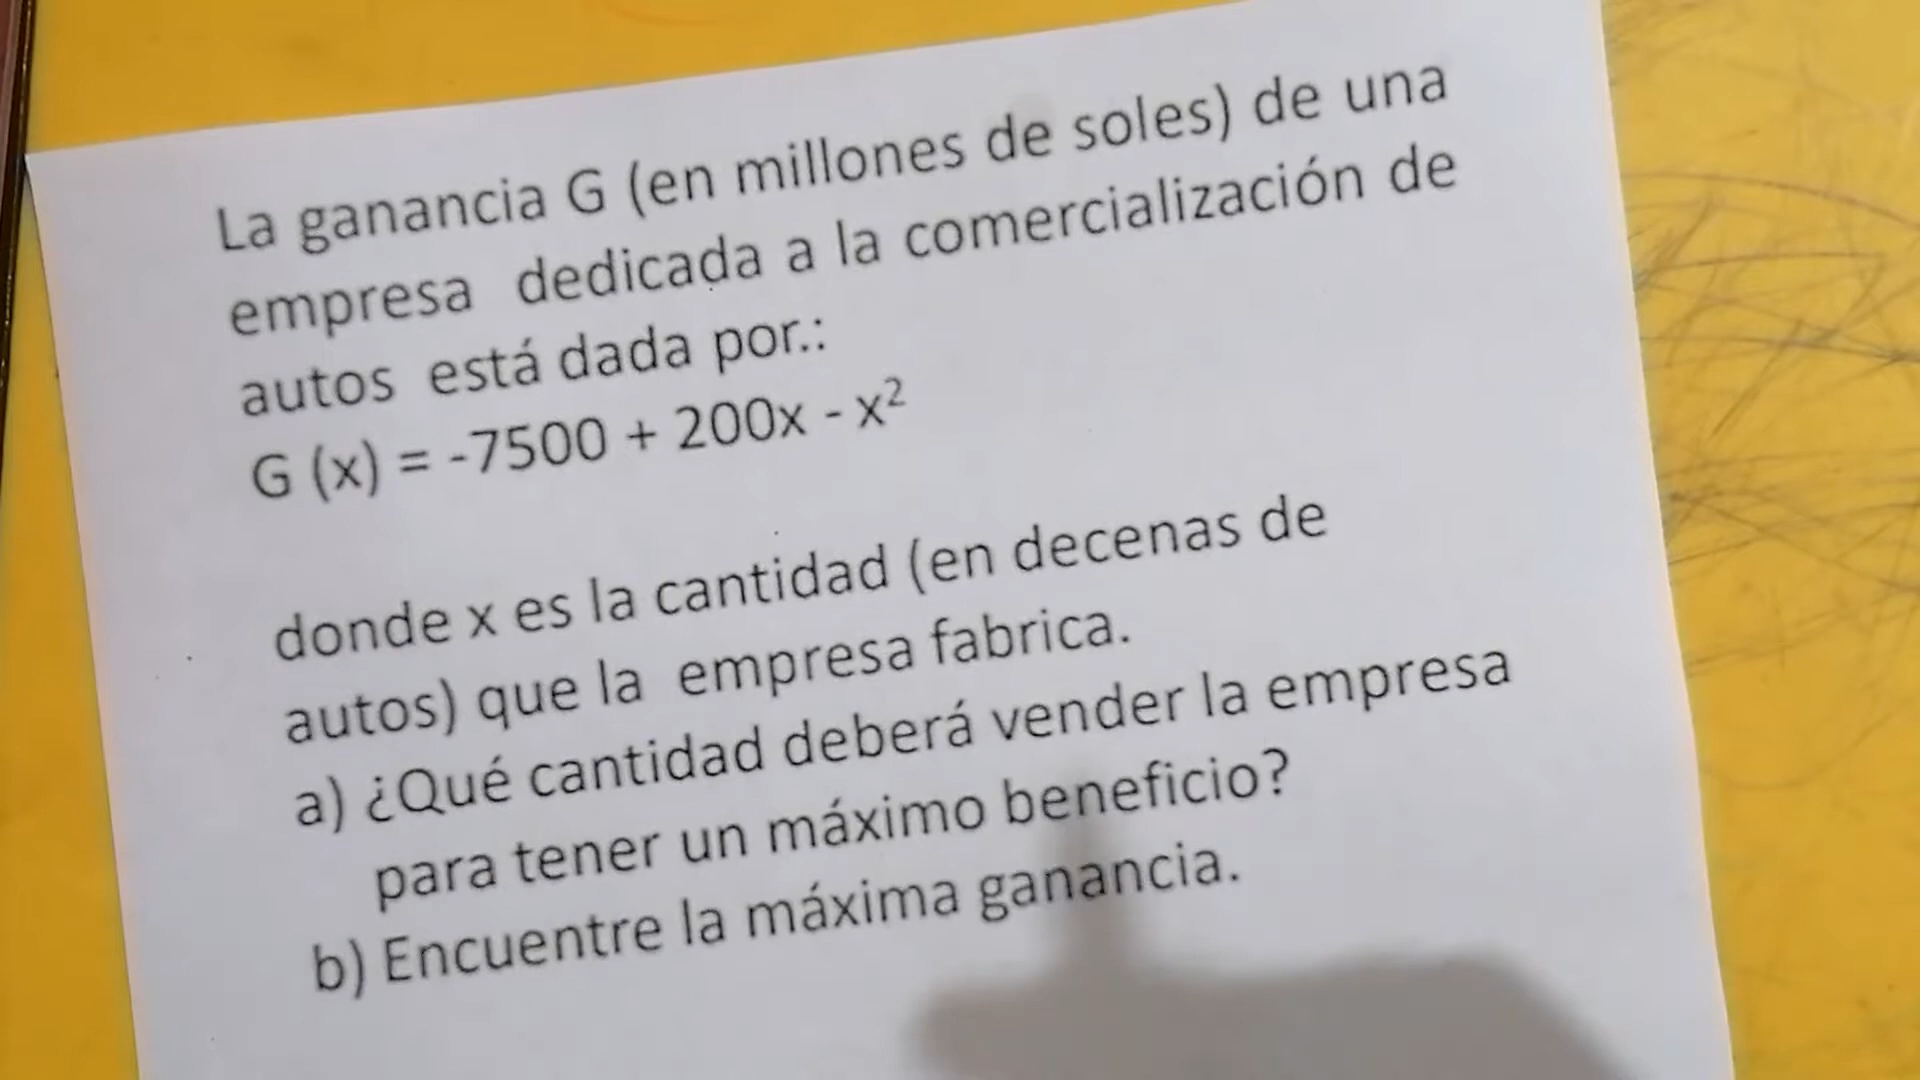 La ganancia G (en millones de soles) de una
empresa dedicada a la comercialización de
autos está dada por.:
G (x) = -7500 + 200x - x²
donde x es la cantidad (en decenas de
autos) que la empresa fabrica.
a) ¿Qué cantidad deberá vender la empresa
para tener un máximo beneficio?
b) Encuentre la máxima ganancia.